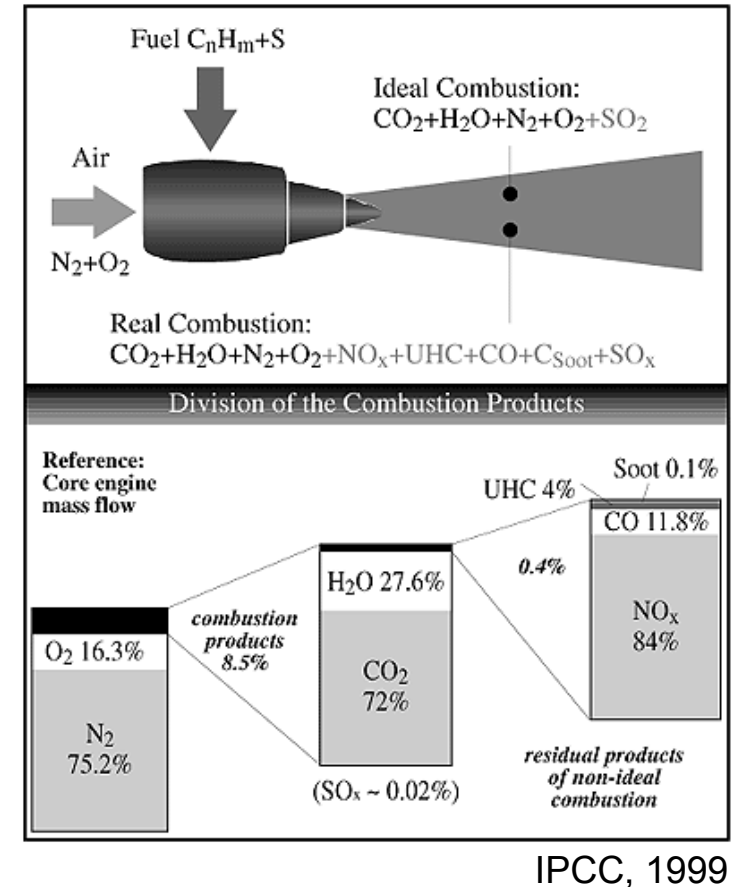 Fuel CnHm+S
Ideal Combustion:
CO2+H2O+N2+O2+SO2
Air
N2+O2
Real Combustion:
CO2+H2O+N2+O2+NOx+UHC+CO+CSoot+SOx
Division of the Combustion Products
Reference:
Core engine
mass flow
Soot 0.1%
UHC 4%
CO 11.8%
H2O 27.6%
0.4%
combustion
products
8.5%
NOx
84%
O2 16.3%
CO2
72%
N2
75.2%
residual products
of non-ideal
combustion
(SOx ~ 0.02%)
IPCC, 1999